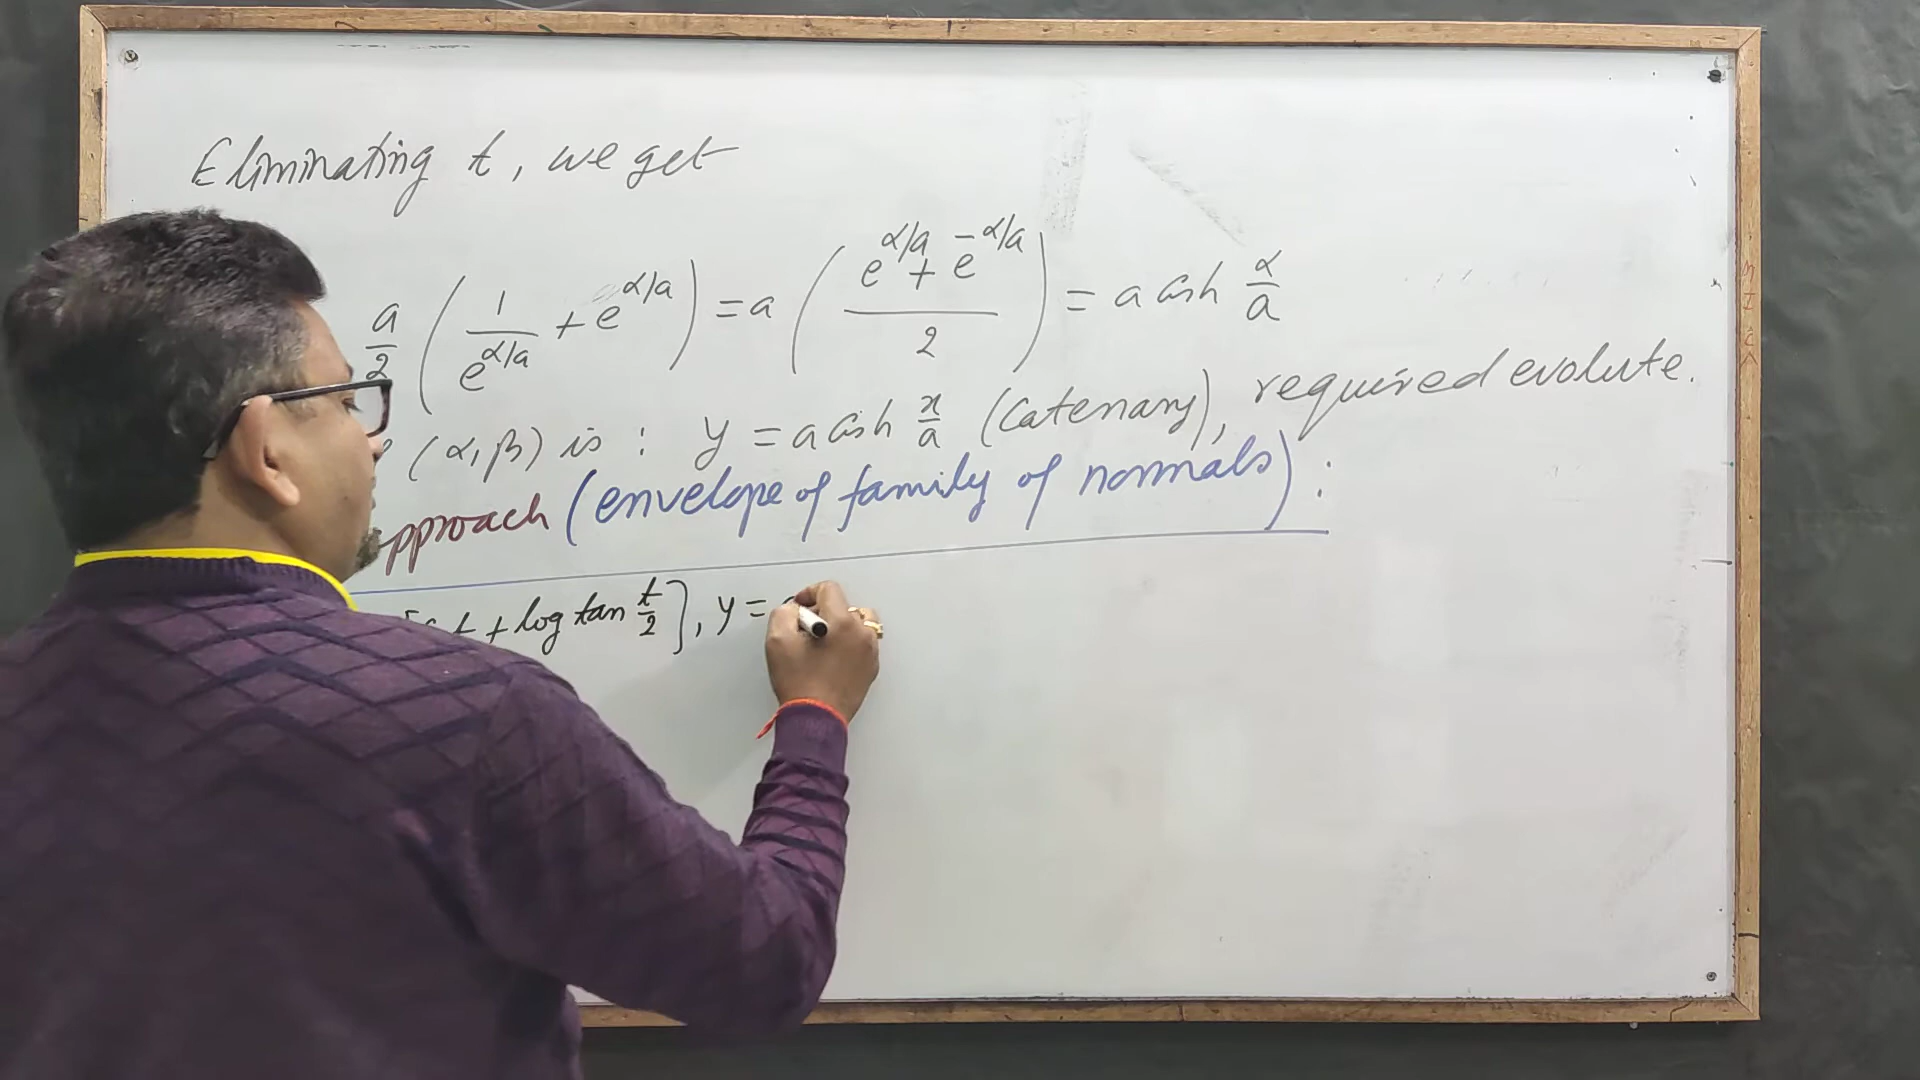 Eliminating t, we get
a/2 ( 1/e^{α/a} + e^{α/a} ) = a ( (e^{α/a} + e^{-α/a})/2 ) = a cosh α/a
(α, β) is : y = a cosh x/a (Catenary), required evolute.
pproach (envelope of family of normals) :
t + log tan t/2 ], y =